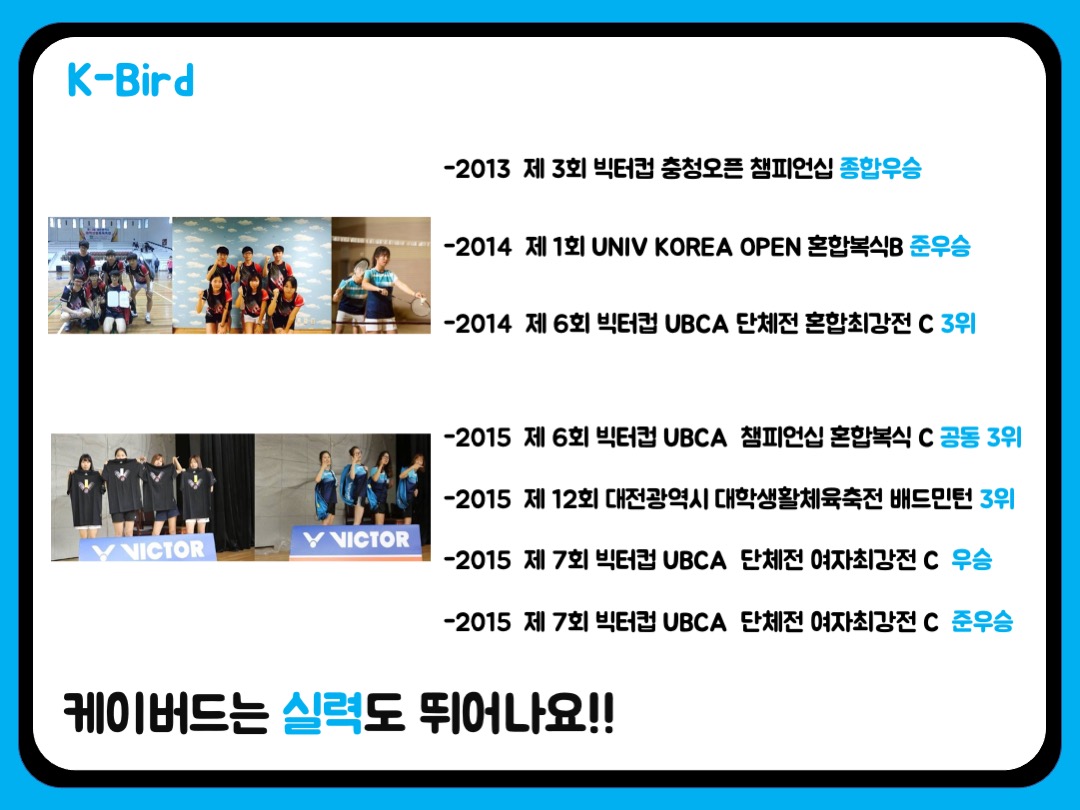 K-Bird
-2013 제 3회 빅터컵 충청오픈 챔피언십 종합우승
-2014 제 1회 UNIV KOREA OPEN 혼합복식B 준우승
-2014 제 6회 빅터컵 UBCA 단체전 혼합최강전 C 3위
-2015 제 6회 빅터컵 UBCA 챔피언십 혼합복식 C 공동 3위
-2015 제 12회 대전광역시 대학생활체육축전 배드민턴 3위
-2015 제 7회 빅터컵 UBCA 단체전 여자최강전 C 우승
-2015 제 7회 빅터컵 UBCA 단체전 여자최강전 C 준우승
VICTOR
VICTOR
케이버드는 실력도 뛰어나요!!